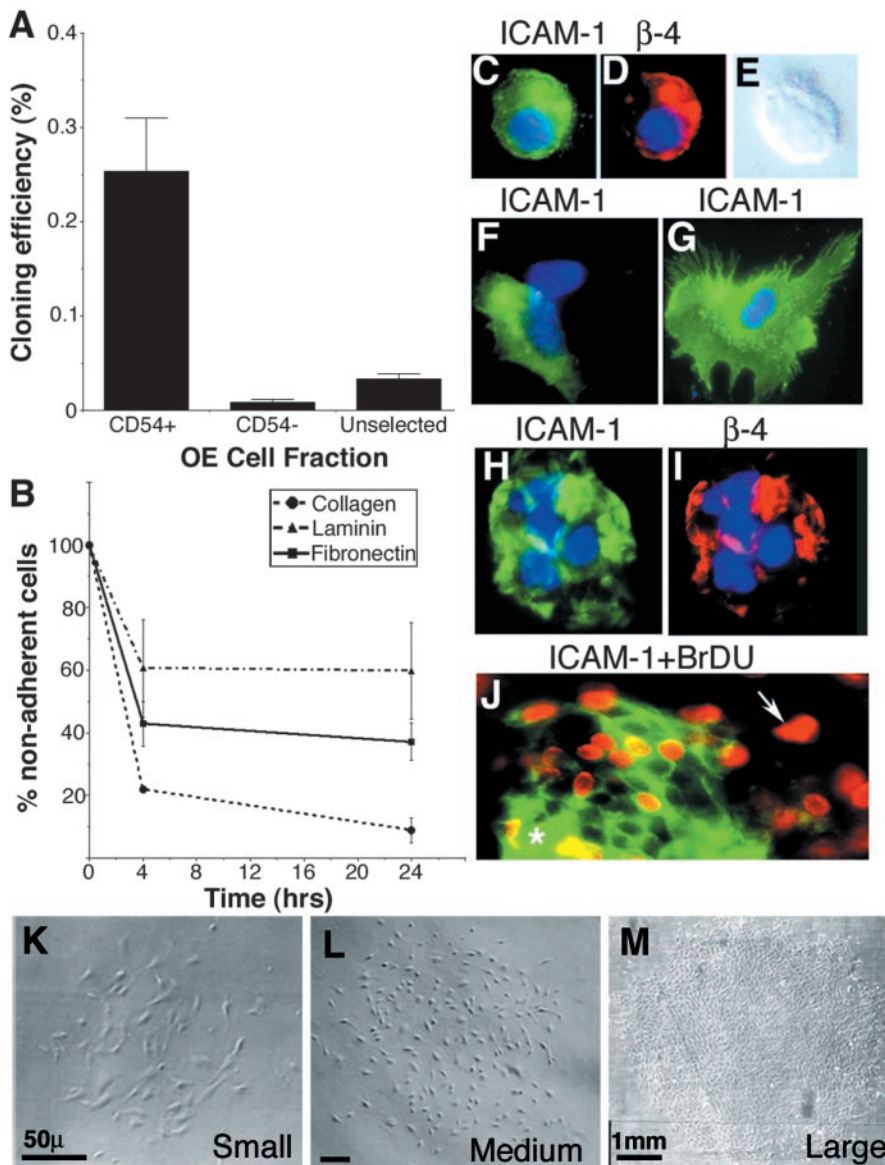 A
Cloning efficiency (%)
0.4
0.3
0.2
0.1
0
CD54+ CD54- Unselected
OE Cell Fraction
B
Collagen
Laminin
Fibronectin
% non-adherent cells
100
80
60
40
20
0 4 8 12 16 20 24
Time (hrs)
ICAM-1 β-4
C D E
ICAM-1 ICAM-1
F G
ICAM-1 β-4
H I
ICAM-1+BrDU
J
*
K L M
50μ Small
Medium
1mm Large